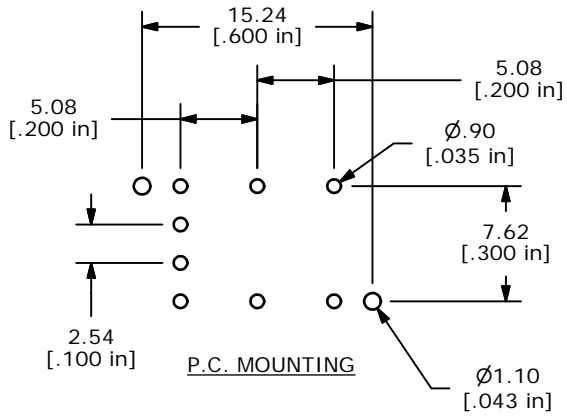 15.24
[.600 in]
5.08
[.200 in]
5.08
[.200 in]
Ø.90
[.035 in]
7.62
[.300 in]
2.54
[.100 in]
P.C. MOUNTING
Ø1.10
[.043 in]